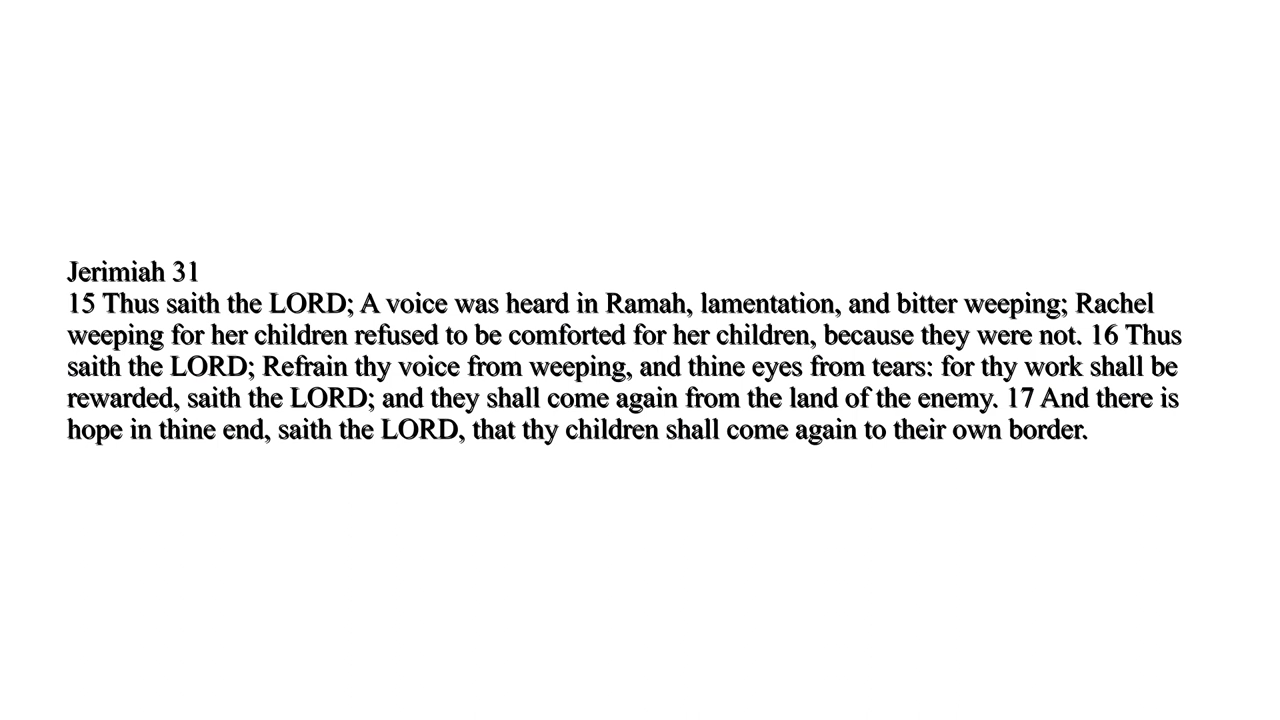 Jerimiah 31
15 Thus saith the LORD; A voice was heard in Ramah, lamentation, and bitter weeping; Rachel
weeping for her children refused to be comforted for her children, because they were not. 16 Thus
saith the LORD; Refrain thy voice from weeping, and thine eyes from tears: for thy work shall be
rewarded, saith the LORD; and they shall come again from the land of the enemy. 17 And there is
hope in thine end, saith the LORD, that thy children shall come again to their own border.